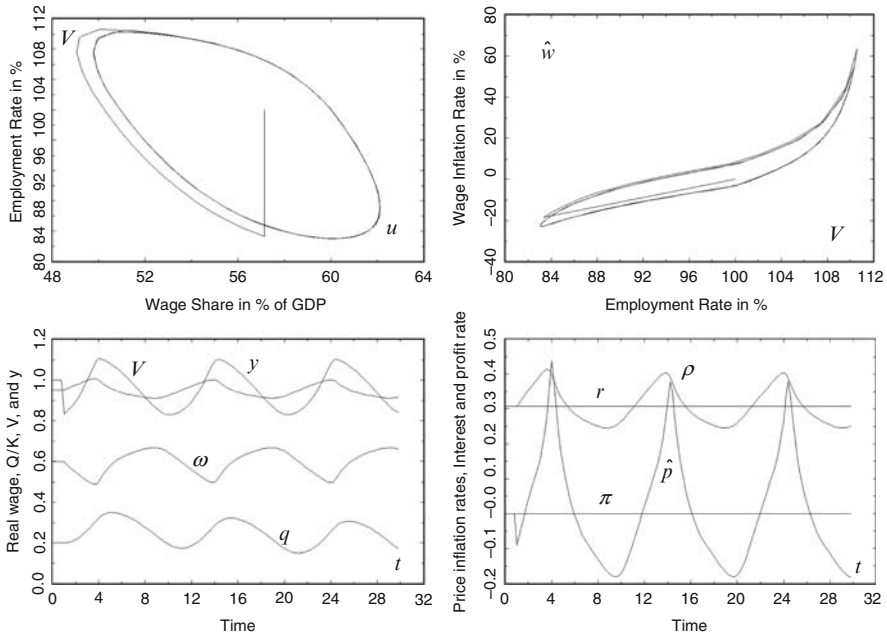 Employment Rate in %
112
108
104
100
96
92
88
84
80
V
u
48
52
56
60
64
Wage Share in % of GDP
Wage Inflation Rate in %
80
60
40
20
0
−20
−40
ŵ
V
80
84
88
92
96
100
104
108
112
Employment Rate in %
Real wage, Q/K, V, and y
1.2
1.0
0.8
0.6
0.4
0.2
0.0
V
y
ω
q
t
0
4
8
12
16
20
24
28
32
Time
Price inflation rates, Interest and profit rate
0.5
0.4
0.3
0.2
0.1
−0.0
−0.1
−0.2
ρ
r
p̂
π
t
0
4
8
12
16
20
24
28
32
Time